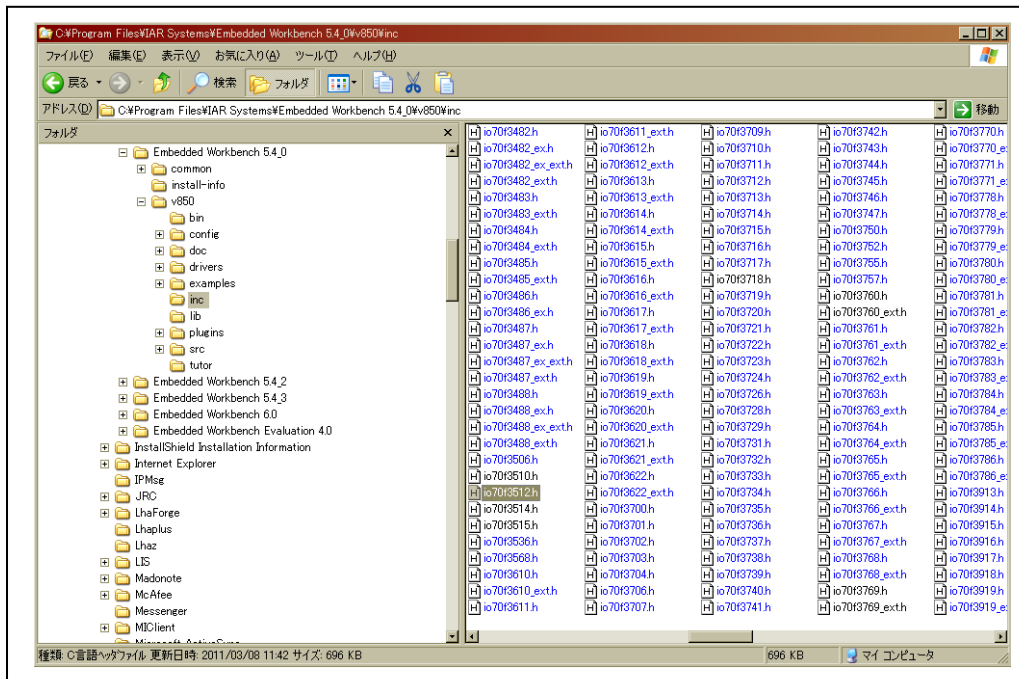 C:¥Program Files¥IAR Systems¥Embedded Workbench 5.4_0¥v850¥inc
ファイル(F) 編集(E) 表示(V) お気に入り(A) ツール(T) ヘルプ(H)
戻る 検索 フォルダ
アドレス(D) C:¥Program Files¥IAR Systems¥Embedded Workbench 5.4_0¥v850¥inc 移動
フォルダ ×
Embedded Workbench 5.4_0
common
install-info
v850
bin
config
doc
drivers
examples
inc
lib
plugins
src
tutor
Embedded Workbench 5.4_2
Embedded Workbench 5.4_3
Embedded Workbench 6.0
Embedded Workbench Evaluation 4.0
InstallShield Installation Information
Internet Explorer
IPMsg
JRC
LhaForge
Lhaplus
Lhaz
LIS
Madonote
McAfee
Messenger
MIClient
Microsoft ActiveSync
io70f3482.h
io70f3482_ex.h
io70f3482_ex_ext.h
io70f3482_ext.h
io70f3483.h
io70f3483_ext.h
io70f3484.h
io70f3484_ext.h
io70f3485.h
io70f3485_ext.h
io70f3486.h
io70f3486_ex.h
io70f3487.h
io70f3487_ex.h
io70f3487_ex_ext.h
io70f3487_ext.h
io70f3488.h
io70f3488_ex.h
io70f3488_ex_ext.h
io70f3488_ext.h
io70f3506.h
io70f3510.h
io70f3512.h
io70f3514.h
io70f3515.h
io70f3536.h
io70f3568.h
io70f3610.h
io70f3610_ext.h
io70f3611.h
io70f3611_ext.h
io70f3612.h
io70f3612_ext.h
io70f3613.h
io70f3613_ext.h
io70f3614.h
io70f3614_ext.h
io70f3615.h
io70f3615_ext.h
io70f3616.h
io70f3616_ext.h
io70f3617.h
io70f3617_ext.h
io70f3618.h
io70f3618_ext.h
io70f3619.h
io70f3619_ext.h
io70f3620.h
io70f3620_ext.h
io70f3621.h
io70f3621_ext.h
io70f3622.h
io70f3622_ext.h
io70f3700.h
io70f3701.h
io70f3702.h
io70f3703.h
io70f3704.h
io70f3706.h
io70f3707.h
io70f3709.h
io70f3710.h
io70f3711.h
io70f3712.h
io70f3713.h
io70f3714.h
io70f3715.h
io70f3716.h
io70f3717.h
io70f3718.h
io70f3719.h
io70f3720.h
io70f3721.h
io70f3722.h
io70f3723.h
io70f3724.h
io70f3726.h
io70f3728.h
io70f3729.h
io70f3731.h
io70f3732.h
io70f3733.h
io70f3734.h
io70f3735.h
io70f3736.h
io70f3737.h
io70f3738.h
io70f3739.h
io70f3740.h
io70f3741.h
io70f3742.h
io70f3743.h
io70f3744.h
io70f3745.h
io70f3746.h
io70f3747.h
io70f3750.h
io70f3752.h
io70f3755.h
io70f3757.h
io70f3760.h
io70f3760_ext.h
io70f3761.h
io70f3761_ext.h
io70f3762.h
io70f3762_ext.h
io70f3763.h
io70f3763_ext.h
io70f3764.h
io70f3764_ext.h
io70f3765.h
io70f3765_ext.h
io70f3766.h
io70f3766_ext.h
io70f3767.h
io70f3767_ext.h
io70f3768.h
io70f3768_ext.h
io70f3769.h
io70f3769_ext.h
io70f3770.h
io70f3770_e
io70f3771.h
io70f3771_e
io70f3778.h
io70f3778_e
io70f3779.h
io70f3779_e
io70f3780.h
io70f3780_e
io70f3781.h
io70f3781_e
io70f3782.h
io70f3782_e
io70f3783.h
io70f3783_e
io70f3784.h
io70f3784_e
io70f3785.h
io70f3785_e
io70f3786.h
io70f3786_e
io70f3913.h
io70f3914.h
io70f3915.h
io70f3916.h
io70f3917.h
io70f3918.h
io70f3919.h
io70f3919_e
種類: C言語ヘッダファイル 更新日時: 2011/03/08 11:42 サイズ: 696 KB 696 KB マイ コンピュータ